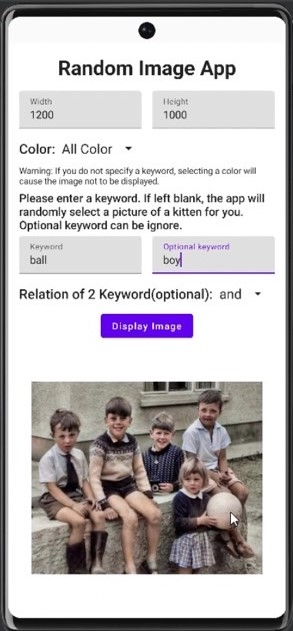 Random Image App
Width
Height
1200
1000
Color: All Color
Warning: If you do not specify a keyword, selecting a color will
cause the image not to be displayed.
Please enter a keyword. If left blank, the app will
randomly select a picture of a kitten for you.
Optional keyword can be ignore.
Keyword
Optional keyword
ball
boy
Relation of 2 Keyword(optional): and
Display Image